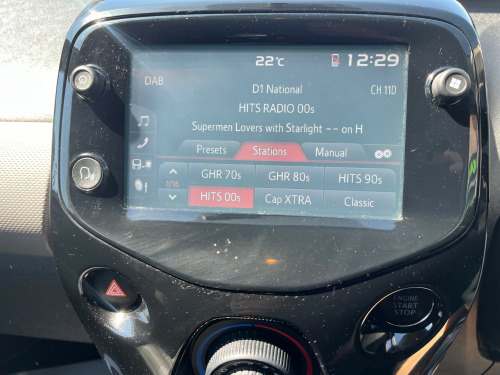 22°C 12:29
DAB D1 National CH 11D
HITS RADIO 00s
Supermen Lovers with Starlight -- on H
Presets Stations Manual
GHR 70s GHR 80s HITS 90s
1/16
HITS 00s Cap XTRA Classic
ENGINE
START
STOP